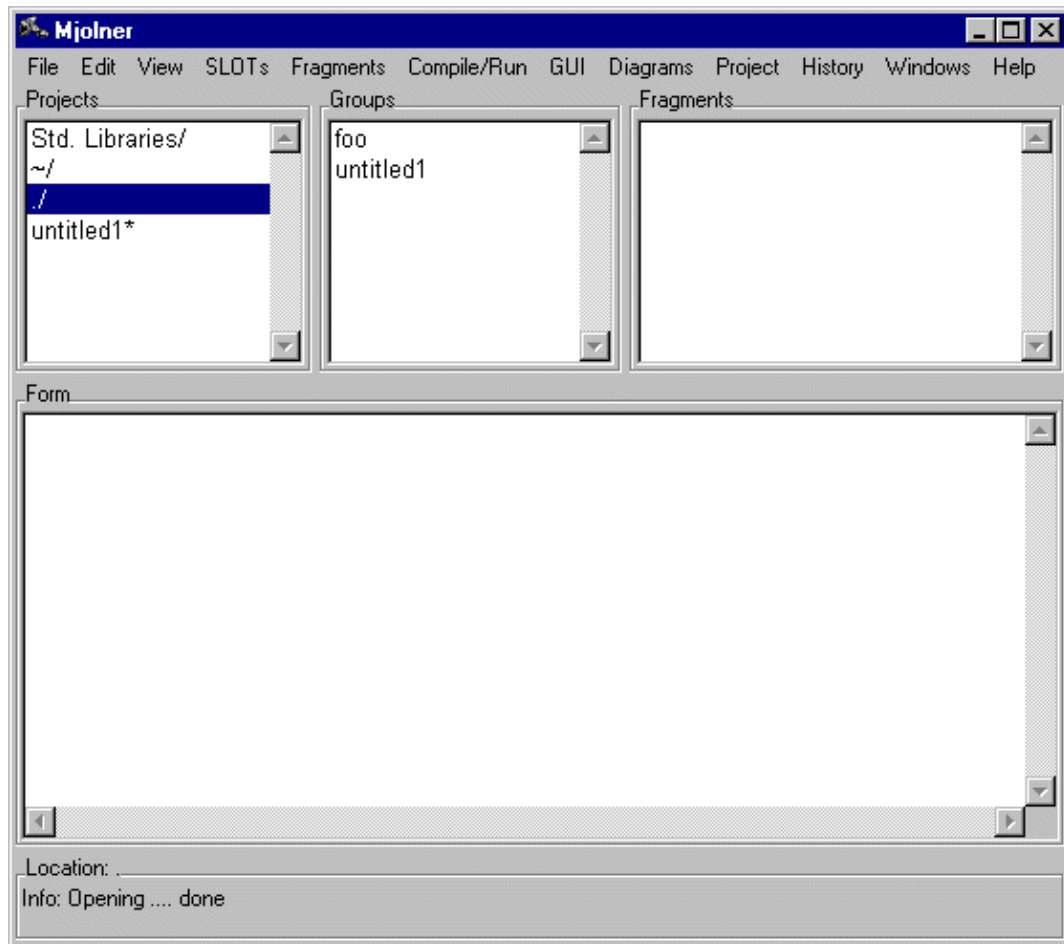 Mjolner
File Edit View SLOTs Fragments Compile/Run GUI Diagrams Project History Windows Help
Projects Groups Fragments
Std. Libraries/ foo
~/ untitled1
./
untitled1*
Form
Location: .
Info: Opening .... done